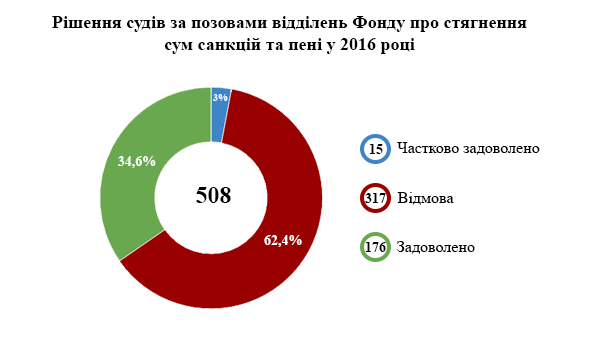 Рішення судів за позовами відділень Фонду про стягнення
сум санкцій та пені у 2016 році
3%
34,6%
508
62,4%
15 Частково задоволено
317 Відмова
176 Задоволено